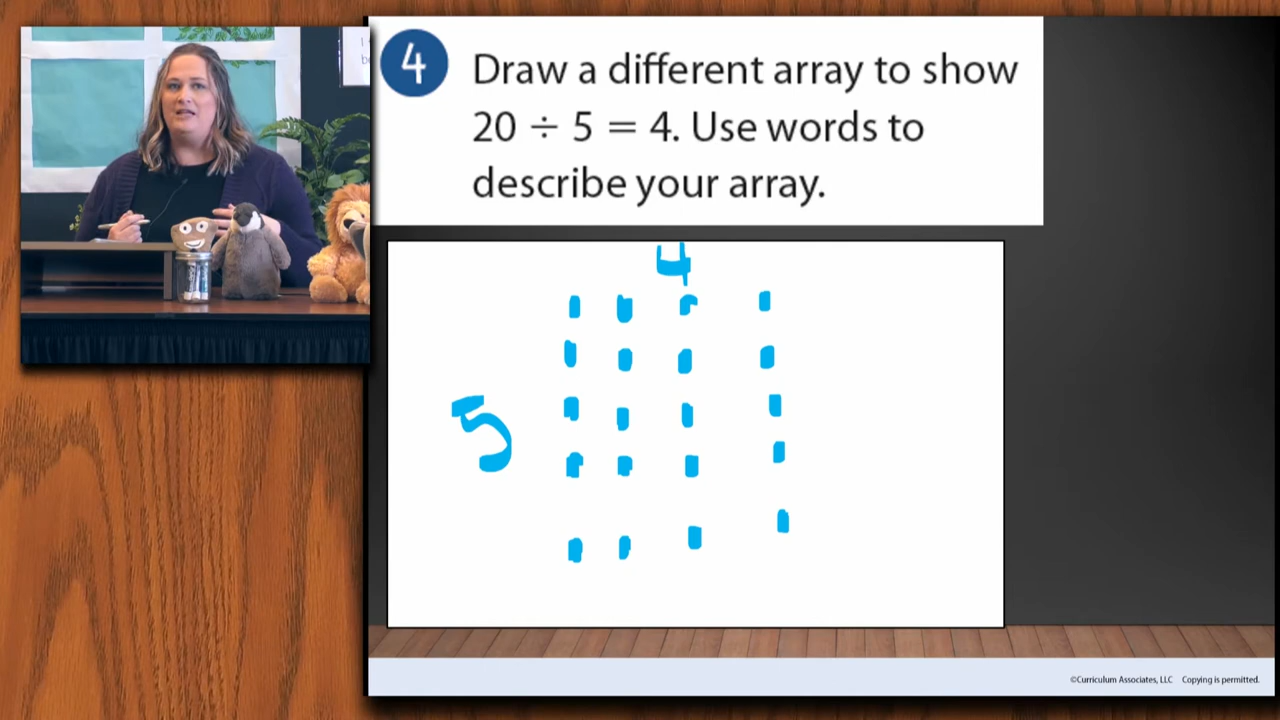 4
Draw a different array to show
20 ÷ 5 = 4. Use words to
describe your array.
4
5
©Curriculum Associates, LLC Copying is permitted.